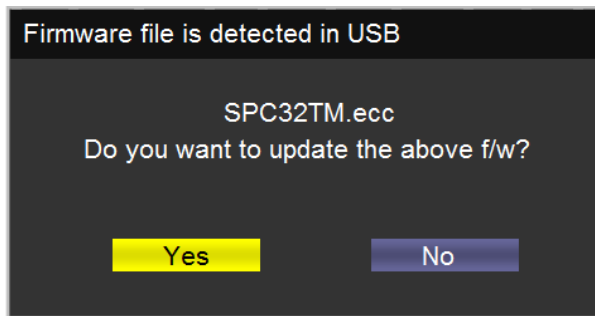 Firmware file is detected in USB
SPC32TM.ecc
Do you want to update the above f/w?
Yes
No